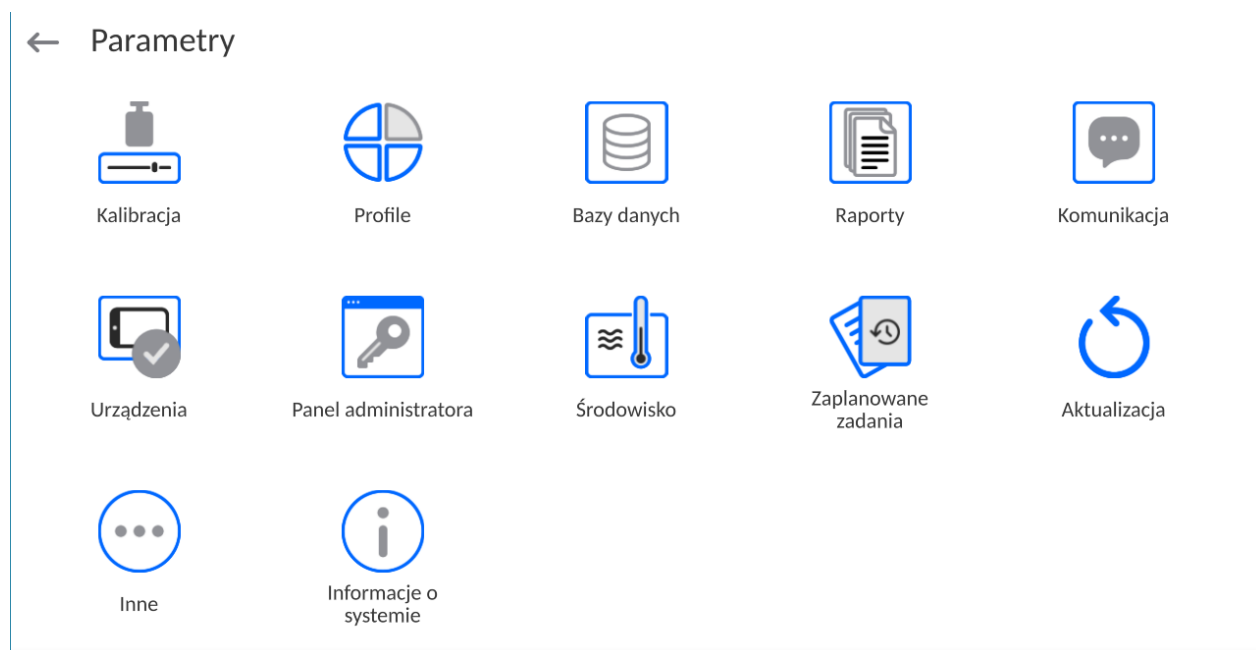 Parametry
Kalibracja
Profile
Bazy danych
Raporty
Komunikacja
Urządzenia
Panel administratora
Środowisko
Zaplanowane
zadania
Aktualizacja
Inne
Informacje o
systemie